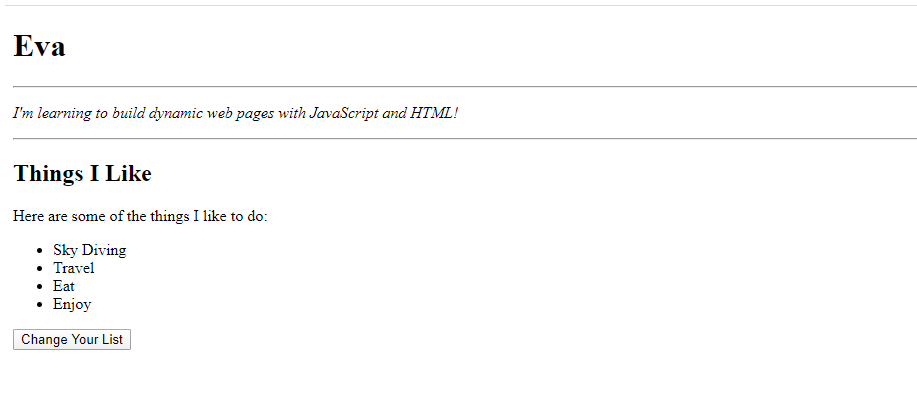 Eva
I'm learning to build dynamic web pages with JavaScript and HTML!
Things I Like
Here are some of the things I like to do:
Sky Diving
Travel
Eat
Enjoy
Change Your List